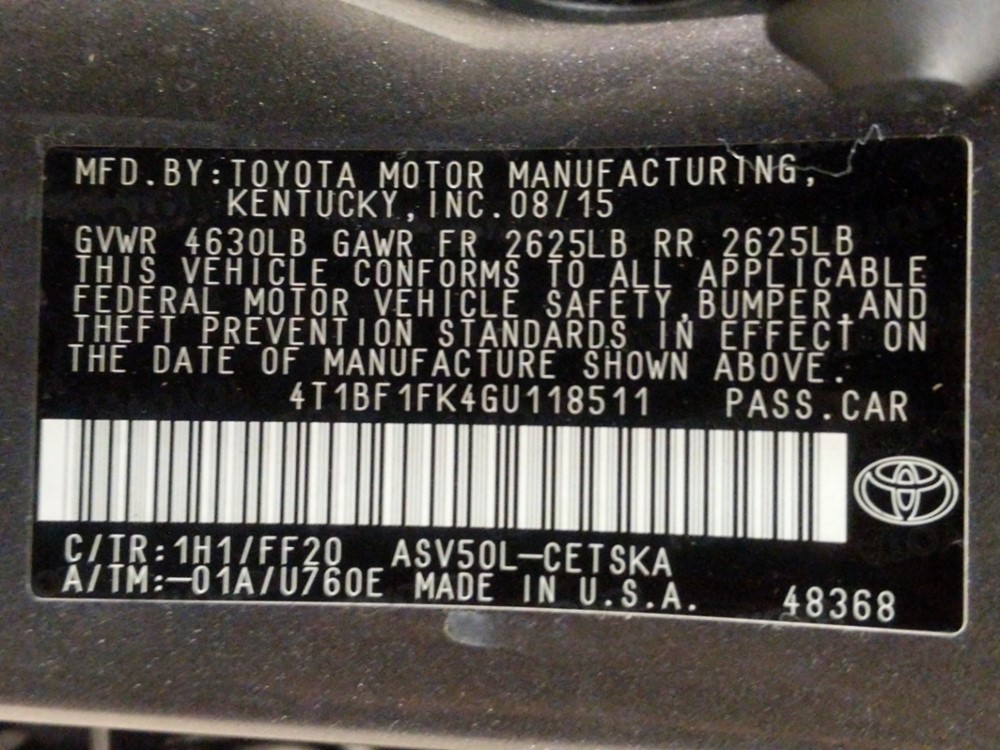 MFD.BY:TOYOTA MOTOR MANUFACTURING,
KENTUCKY,INC.08/15
GVWR 4630LB GAWR FR 2625LB RR 2625LB
THIS VEHICLE CONFORMS TO ALL APPLICABLE
FEDERAL MOTOR VEHICLE SAFETY,BUMPER,AND
THEFT PREVENTION STANDARDS IN EFFECT ON
THE DATE OF MANUFACTURE SHOWN ABOVE.
4T1BF1FK4GU118511 PASS.CAR
C/TR:1H1/FF20 ASV50L-CETSKA
A/TM:-01A/U760E MADE IN U.S.A. 48368